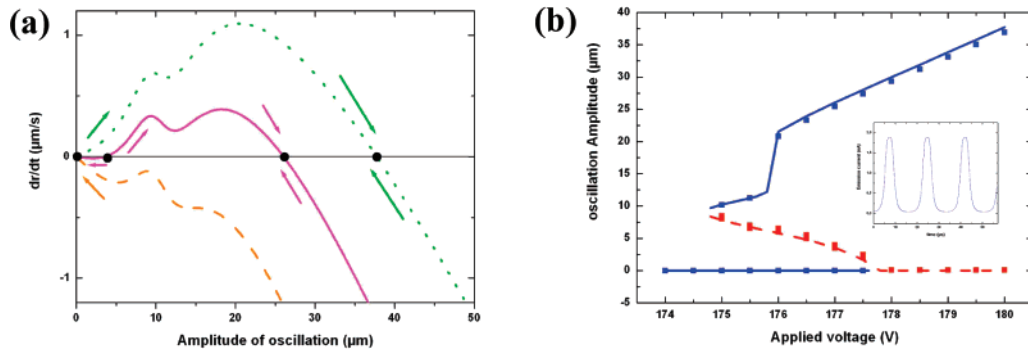 (a)
1
0
-1
dr/dt (µm/s)
0 10 20 30 40 50
Amplitude of oscillation (µm)
(b)
40
35
30
25
20
15
10
5
0
-5
oscillation Amplitude (µm)
174 175 176 177 178 179 180
Applied voltage (V)